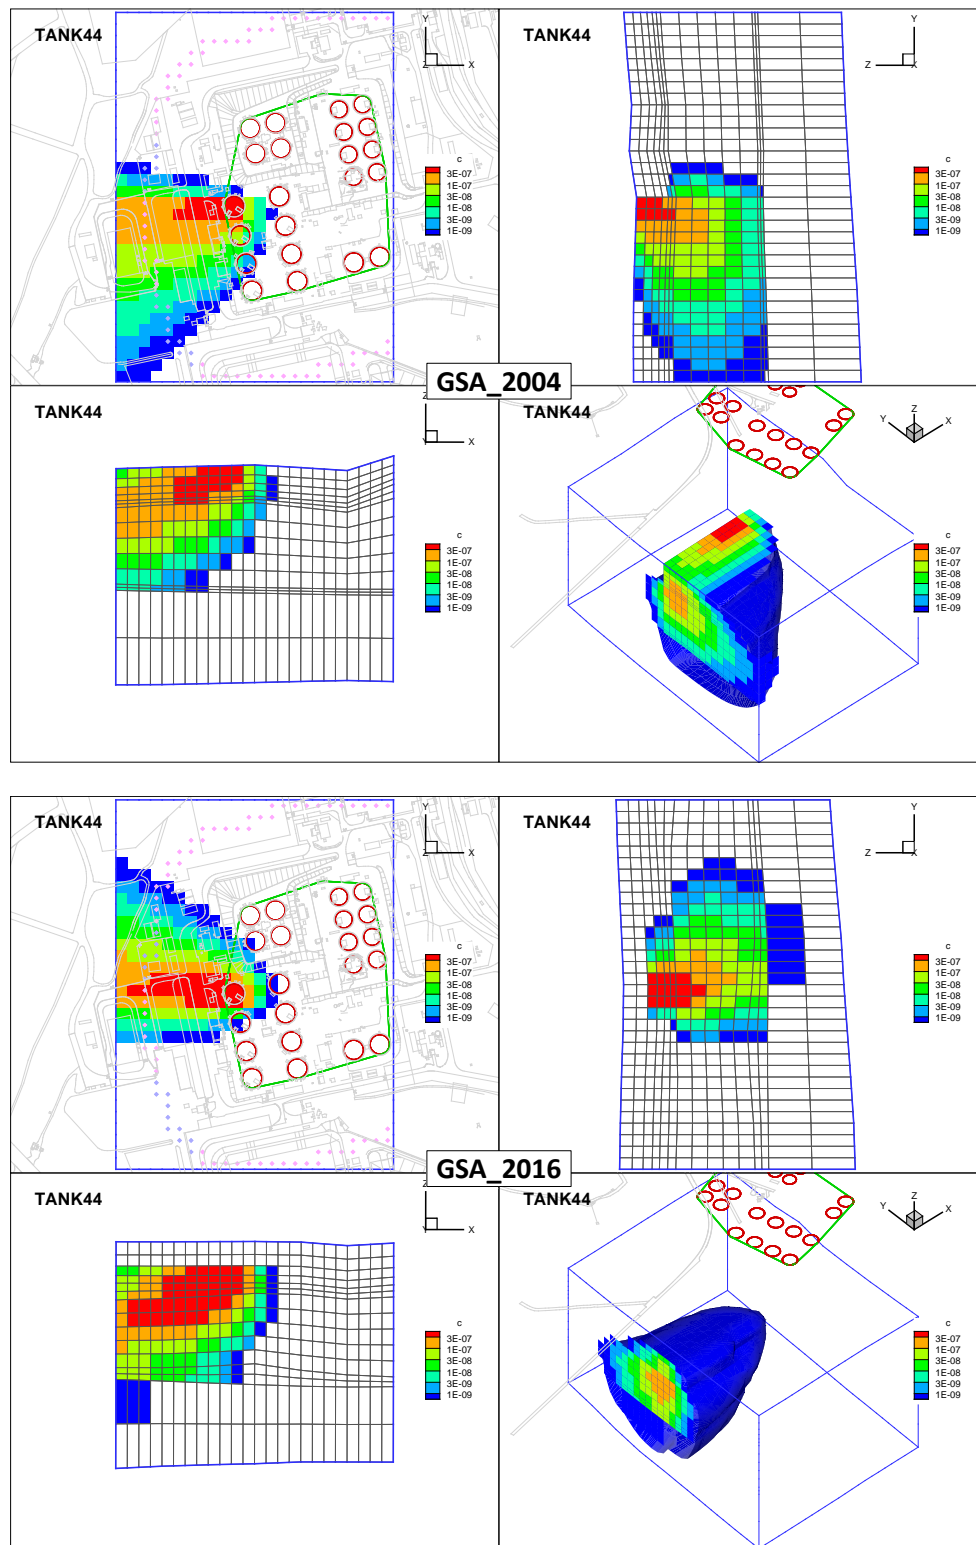 TANK44
Y
Z
X
c
3E-07
1E-07
3E-08
1E-08
3E-09
1E-09
TANK44
Y
Z
X
c
3E-07
1E-07
3E-08
1E-08
3E-09
1E-09
GSA_2004
TANK44
Z
Y
X
c
3E-07
1E-07
3E-08
1E-08
3E-09
1E-09
TANK44
Z
Y
X
c
3E-07
1E-07
3E-08
1E-08
3E-09
1E-09
TANK44
Y
Z
X
c
3E-07
1E-07
3E-08
1E-08
3E-09
1E-09
TANK44
Y
Z
X
c
3E-07
1E-07
3E-08
1E-08
3E-09
1E-09
GSA_2016
TANK44
Z
Y
X
c
3E-07
1E-07
3E-08
1E-08
3E-09
1E-09
TANK44
Z
Y
X
c
3E-07
1E-07
3E-08
1E-08
3E-09
1E-09